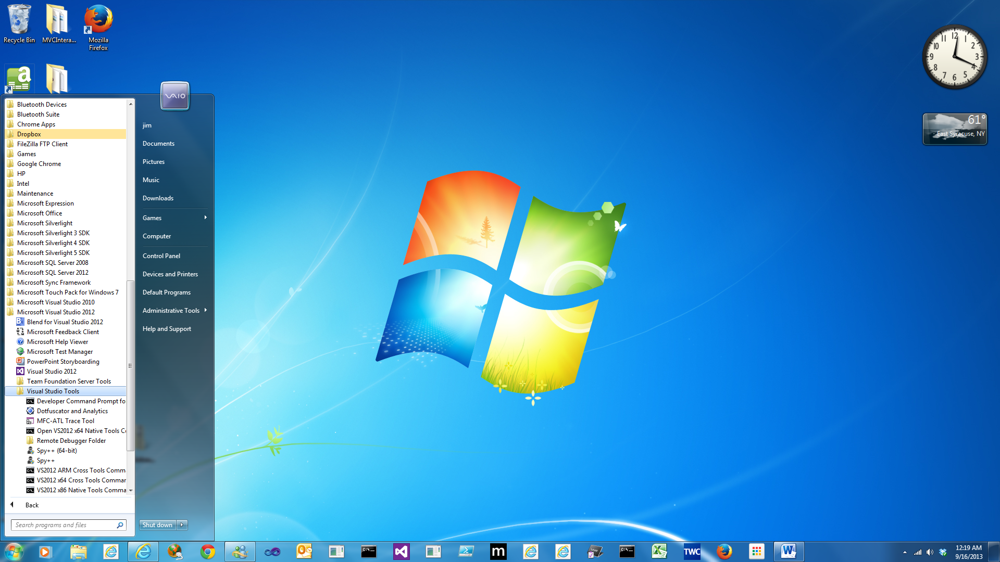 Recycle Bin
MVCIntera...
Mozilla
Firefox
a
VAIO
Bluetooth Devices
Bluetooth Suite
Chrome Apps
Dropbox
FileZilla FTP Client
Games
Google Chrome
HP
Intel
Maintenance
Microsoft Expression
Microsoft Office
Microsoft Silverlight
Microsoft Silverlight 3 SDK
Microsoft Silverlight 4 SDK
Microsoft Silverlight 5 SDK
Microsoft SQL Server 2008
Microsoft SQL Server 2012
Microsoft Sync Framework
Microsoft Touch Pack for Windows 7
Microsoft Visual Studio 2010
Microsoft Visual Studio 2012
Blend for Visual Studio 2012
Microsoft Feedback Client
Microsoft Help Viewer
Microsoft Test Manager
PowerPoint Storyboarding
Visual Studio 2012
Team Foundation Server Tools
Visual Studio Tools
Developer Command Prompt fo
Dotfuscator and Analytics
MFC-ATL Trace Tool
Open VS2012 x64 Native Tools Co
Remote Debugger Folder
Spy++ (64-bit)
Spy++
VS2012 ARM Cross Tools Comm
VS2012 x64 Cross Tools Comman
VS2012 x86 Native Tools Comma
Back
Search programs and files
jim
Documents
Pictures
Music
Downloads
Games
Computer
Control Panel
Devices and Printers
Default Programs
Administrative Tools
Help and Support
Shut down
12
1
2
3
4
5
6
7
8
9
10
11
61°
East Syracuse, NY
m
TWC
12:19 AM
9/16/2013